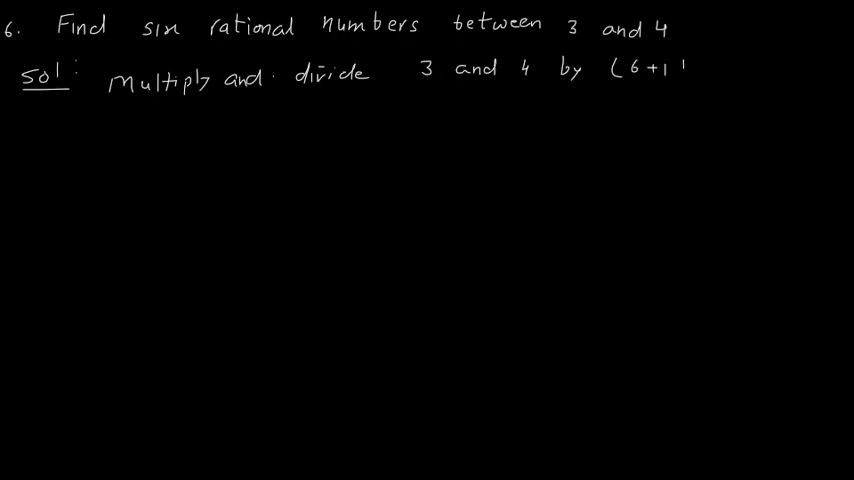 6. Find six rational numbers between 3 and 4
Sol: Multiply and divide 3 and 4 by (6+1